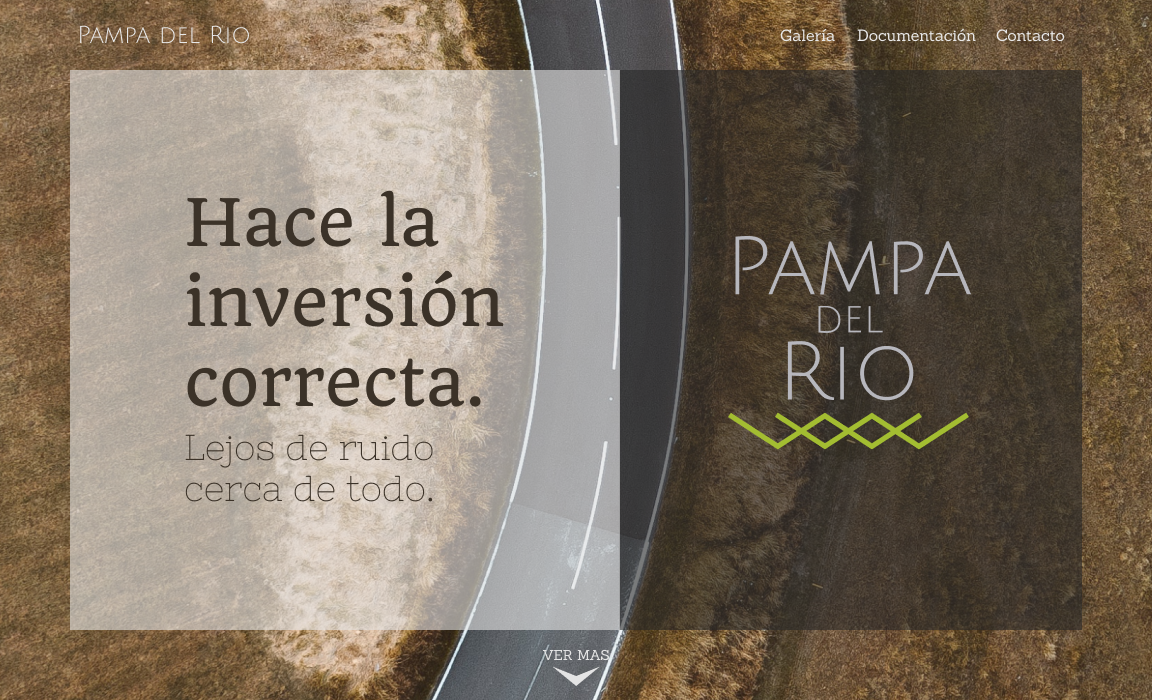 PAMPA DEL RIO
Galería Documentación Contacto
Hace la
inversión
correcta.
Lejos de ruido
cerca de todo.
PAMPA
DEL
RIO
VER MAS